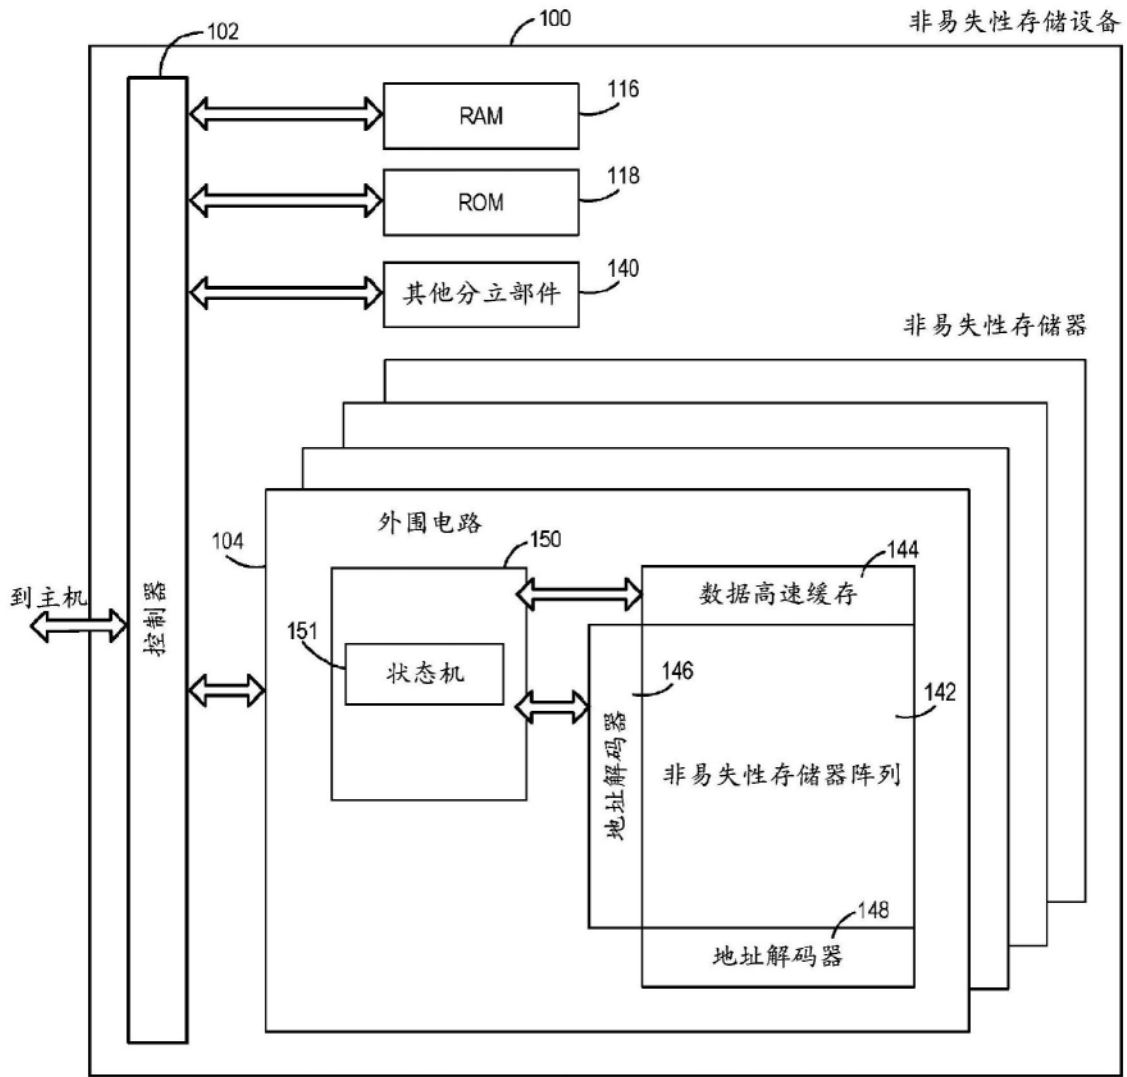 非易失性存储设备
100
102
RAM
116
ROM
118
其他分立部件
140
非易失性存储器
外围电路
104
150
144
数据高速缓存
到主机
控制器
151
状态机
146
142
地址解码器
非易失性存储器阵列
148
地址解码器